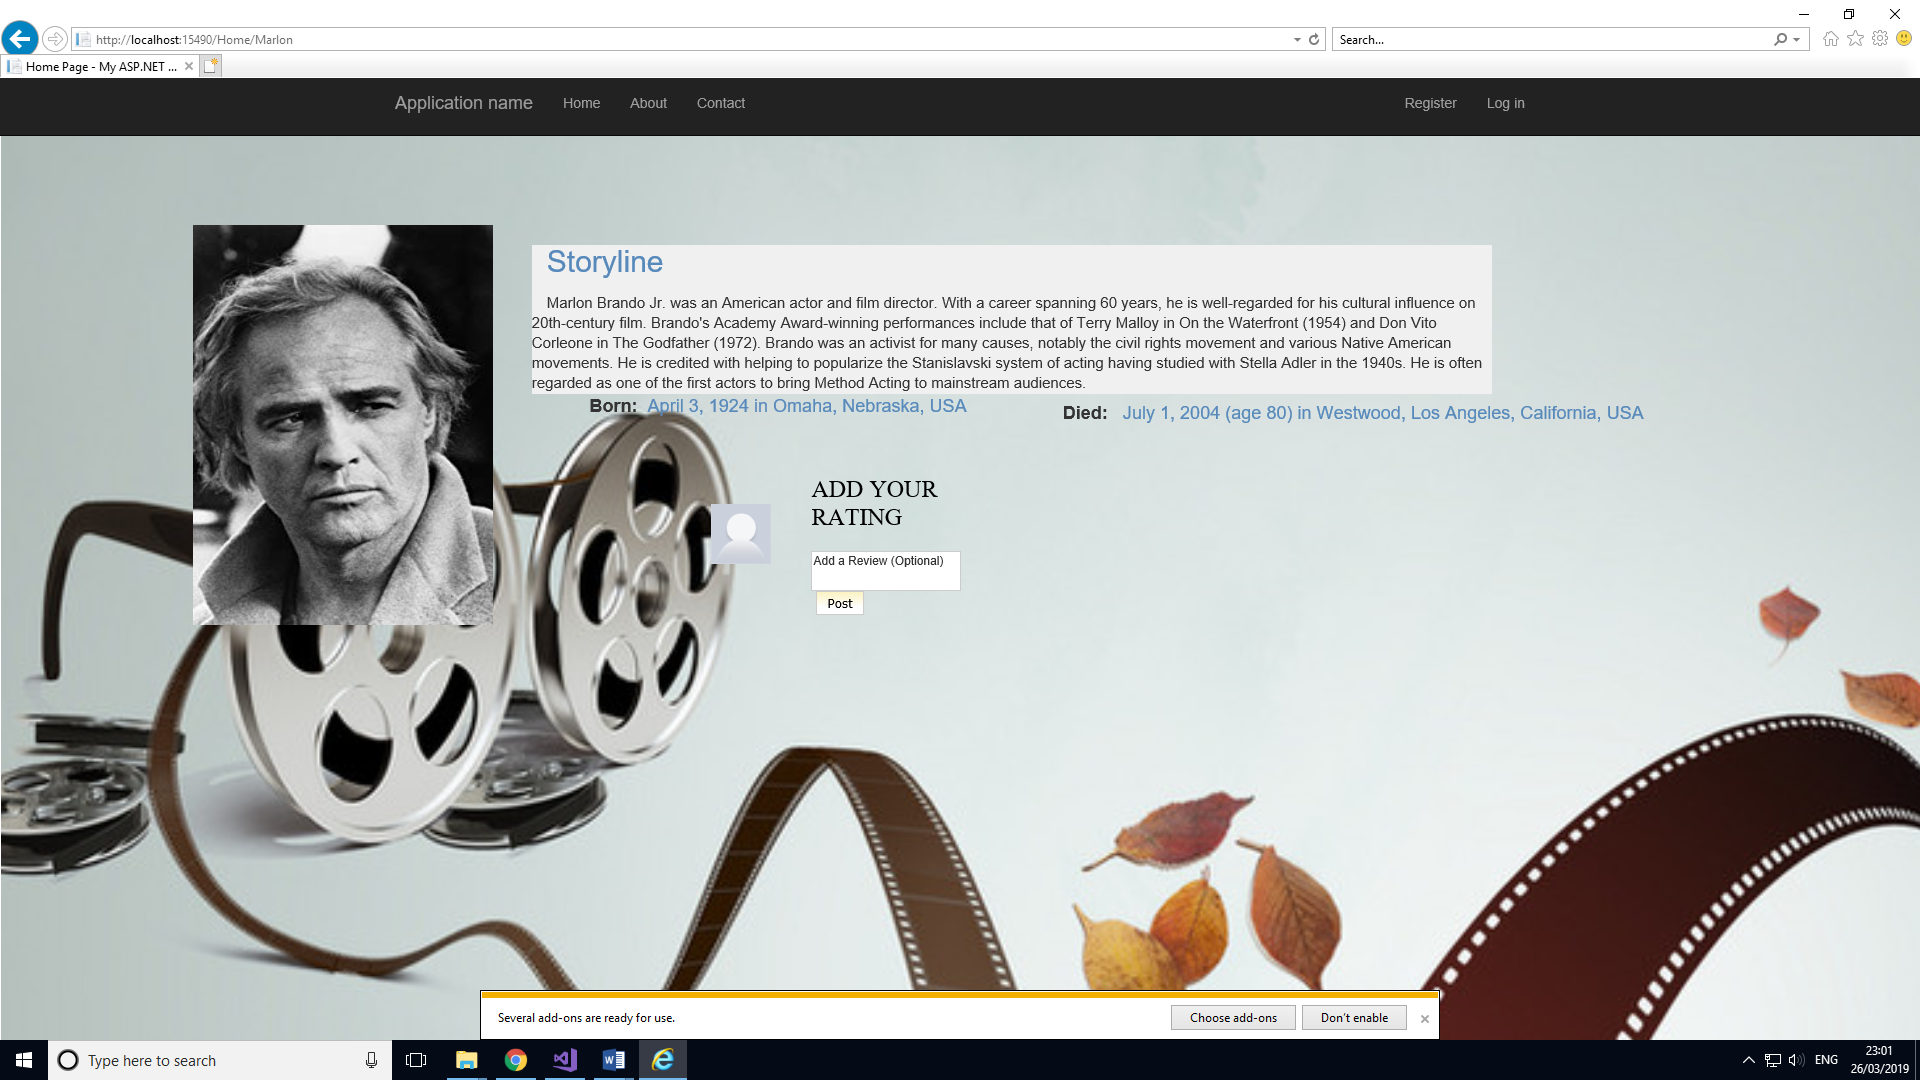 http://localhost:15490/Home/Marlon
Search...
Home Page - My ASP.NET ...
Application name Home About Contact Register Log in
Storyline
Marlon Brando Jr. was an American actor and film director. With a career spanning 60 years, he is well-regarded for his cultural influence on
20th-century film. Brando's Academy Award-winning performances include that of Terry Malloy in On the Waterfront (1954) and Don Vito
Corleone in The Godfather (1972). Brando was an activist for many causes, notably the civil rights movement and various Native American
movements. He is credited with helping to popularize the Stanislavski system of acting having studied with Stella Adler in the 1940s. He is often
regarded as one of the first actors to bring Method Acting to mainstream audiences.
Born: April 3, 1924 in Omaha, Nebraska, USA
Died: July 1, 2004 (age 80) in Westwood, Los Angeles, California, USA
ADD YOUR
RATING
Add a Review (Optional)
Post
Several add-ons are ready for use. Choose add-ons Don't enable
Type here to search
ENG
23:01
26/03/2019